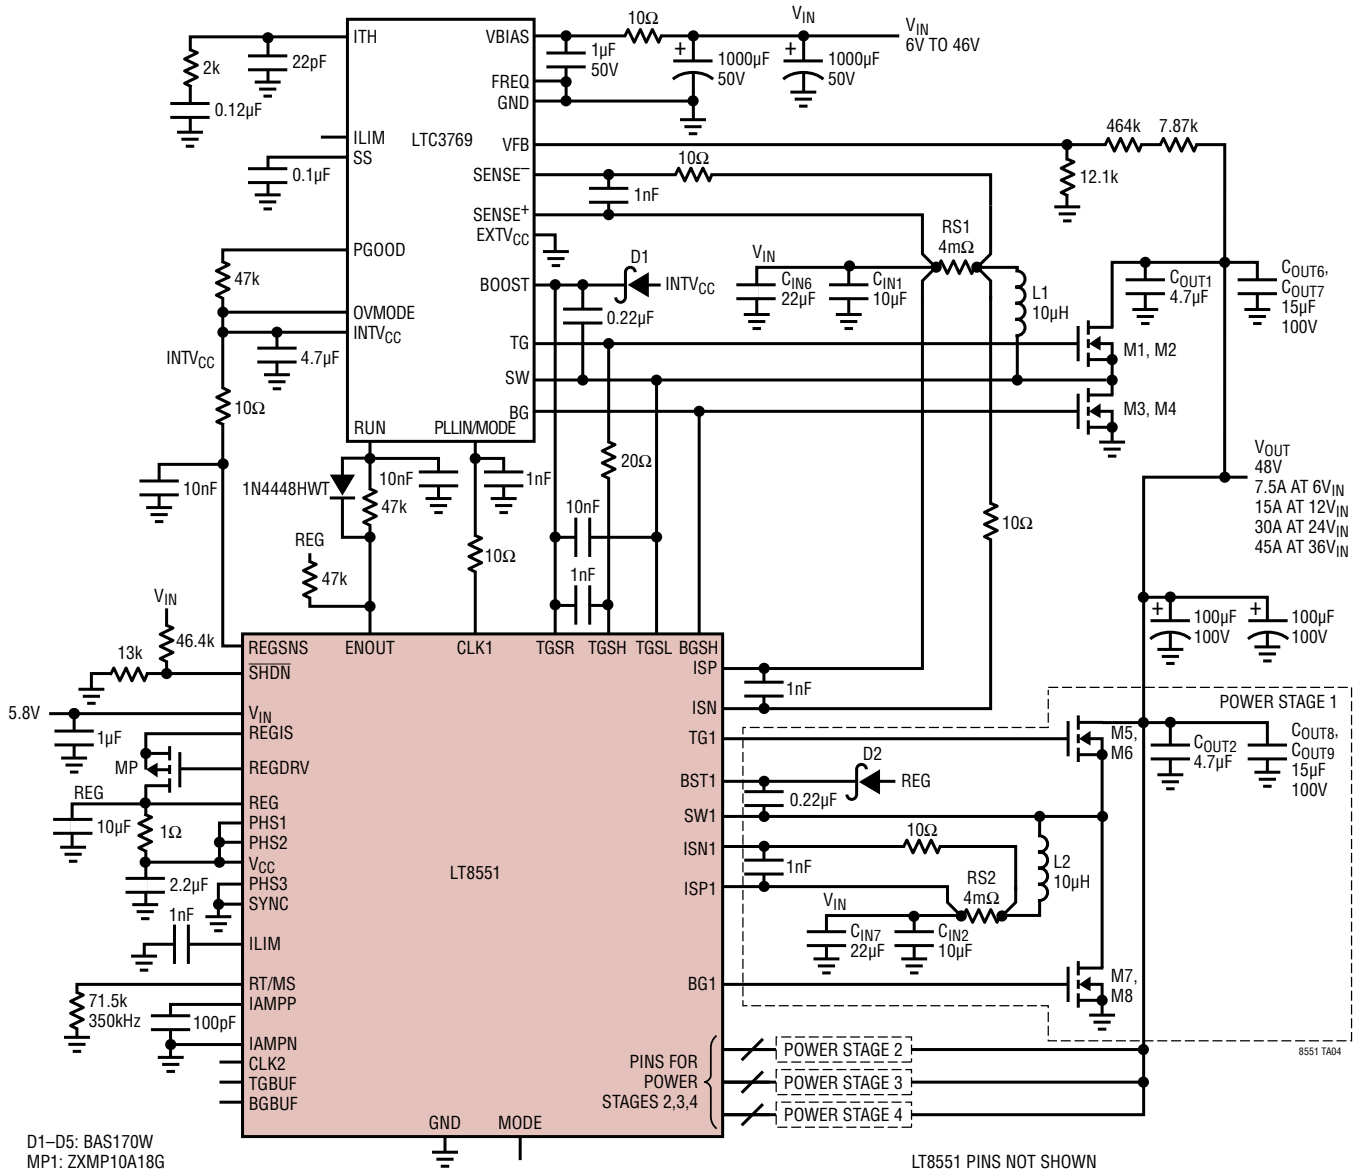 ITH
2k
22pF
0.12µF
ILIM
SS
0.1µF
LTC3769
VBIAS
FREQ
GND
VFB
SENSE–
SENSE+
EXTVCC
BOOST
TG
SW
BG
1µF
50V
10Ω
1000µF
50V
VIN
1000µF
50V
VIN
6V TO 46V
464k
7.87k
12.1k
10Ω
1nF
RS1
4mΩ
VIN
CIN6
22µF
CIN1
10µF
L1
10µH
D1
INTVCC
0.22µF
COUT1
4.7µF
COUT6,
COUT7
15µF
100V
M1, M2
M3, M4
PGOOD
47k
OVMODE
INTVCC
INTVCC
4.7µF
10Ω
RUN
PLLIN/MODE
10nF
1N4448HWT
10nF
47k
1nF
20Ω
10nF
10Ω
1nF
10Ω
REG
47k
VOUT
48V
7.5A AT 6VIN
15A AT 12VIN
30A AT 24VIN
45A AT 36VIN
100µF
100V
100µF
100V
VIN
46.4k
13k
REGSNS
ENOUT
CLK1
TGSR
TGSH
TGSL
BGSH
SHDN
5.8V
1µF
VIN
REGIS
MP
REGDRV
REG
REG
10µF
1Ω
PHS1
PHS2
VCC
2.2µF
PHS3
SYNC
1nF
ILIM
RT/MS
71.5k
350kHz
IAMPP
100pF
IAMPN
CLK2
TGBUF
BGBUF
LT8551
GND
MODE
ISP
1nF
ISN
TG1
BST1
SW1
ISN1
ISP1
BG1
PINS FOR
POWER
STAGES 2,3,4
POWER STAGE 1
M5,
M6
COUT2
4.7µF
COUT8,
COUT9
15µF
100V
D2
REG
0.22µF
10Ω
1nF
RS2
4mΩ
L2
10µH
VIN
CIN7
22µF
CIN2
10µF
M7,
M8
POWER STAGE 2
POWER STAGE 3
POWER STAGE 4
8551 TA04
D1–D5: BAS170W
MP1: ZXMP10A18G
LT8551 PINS NOT SHOWN